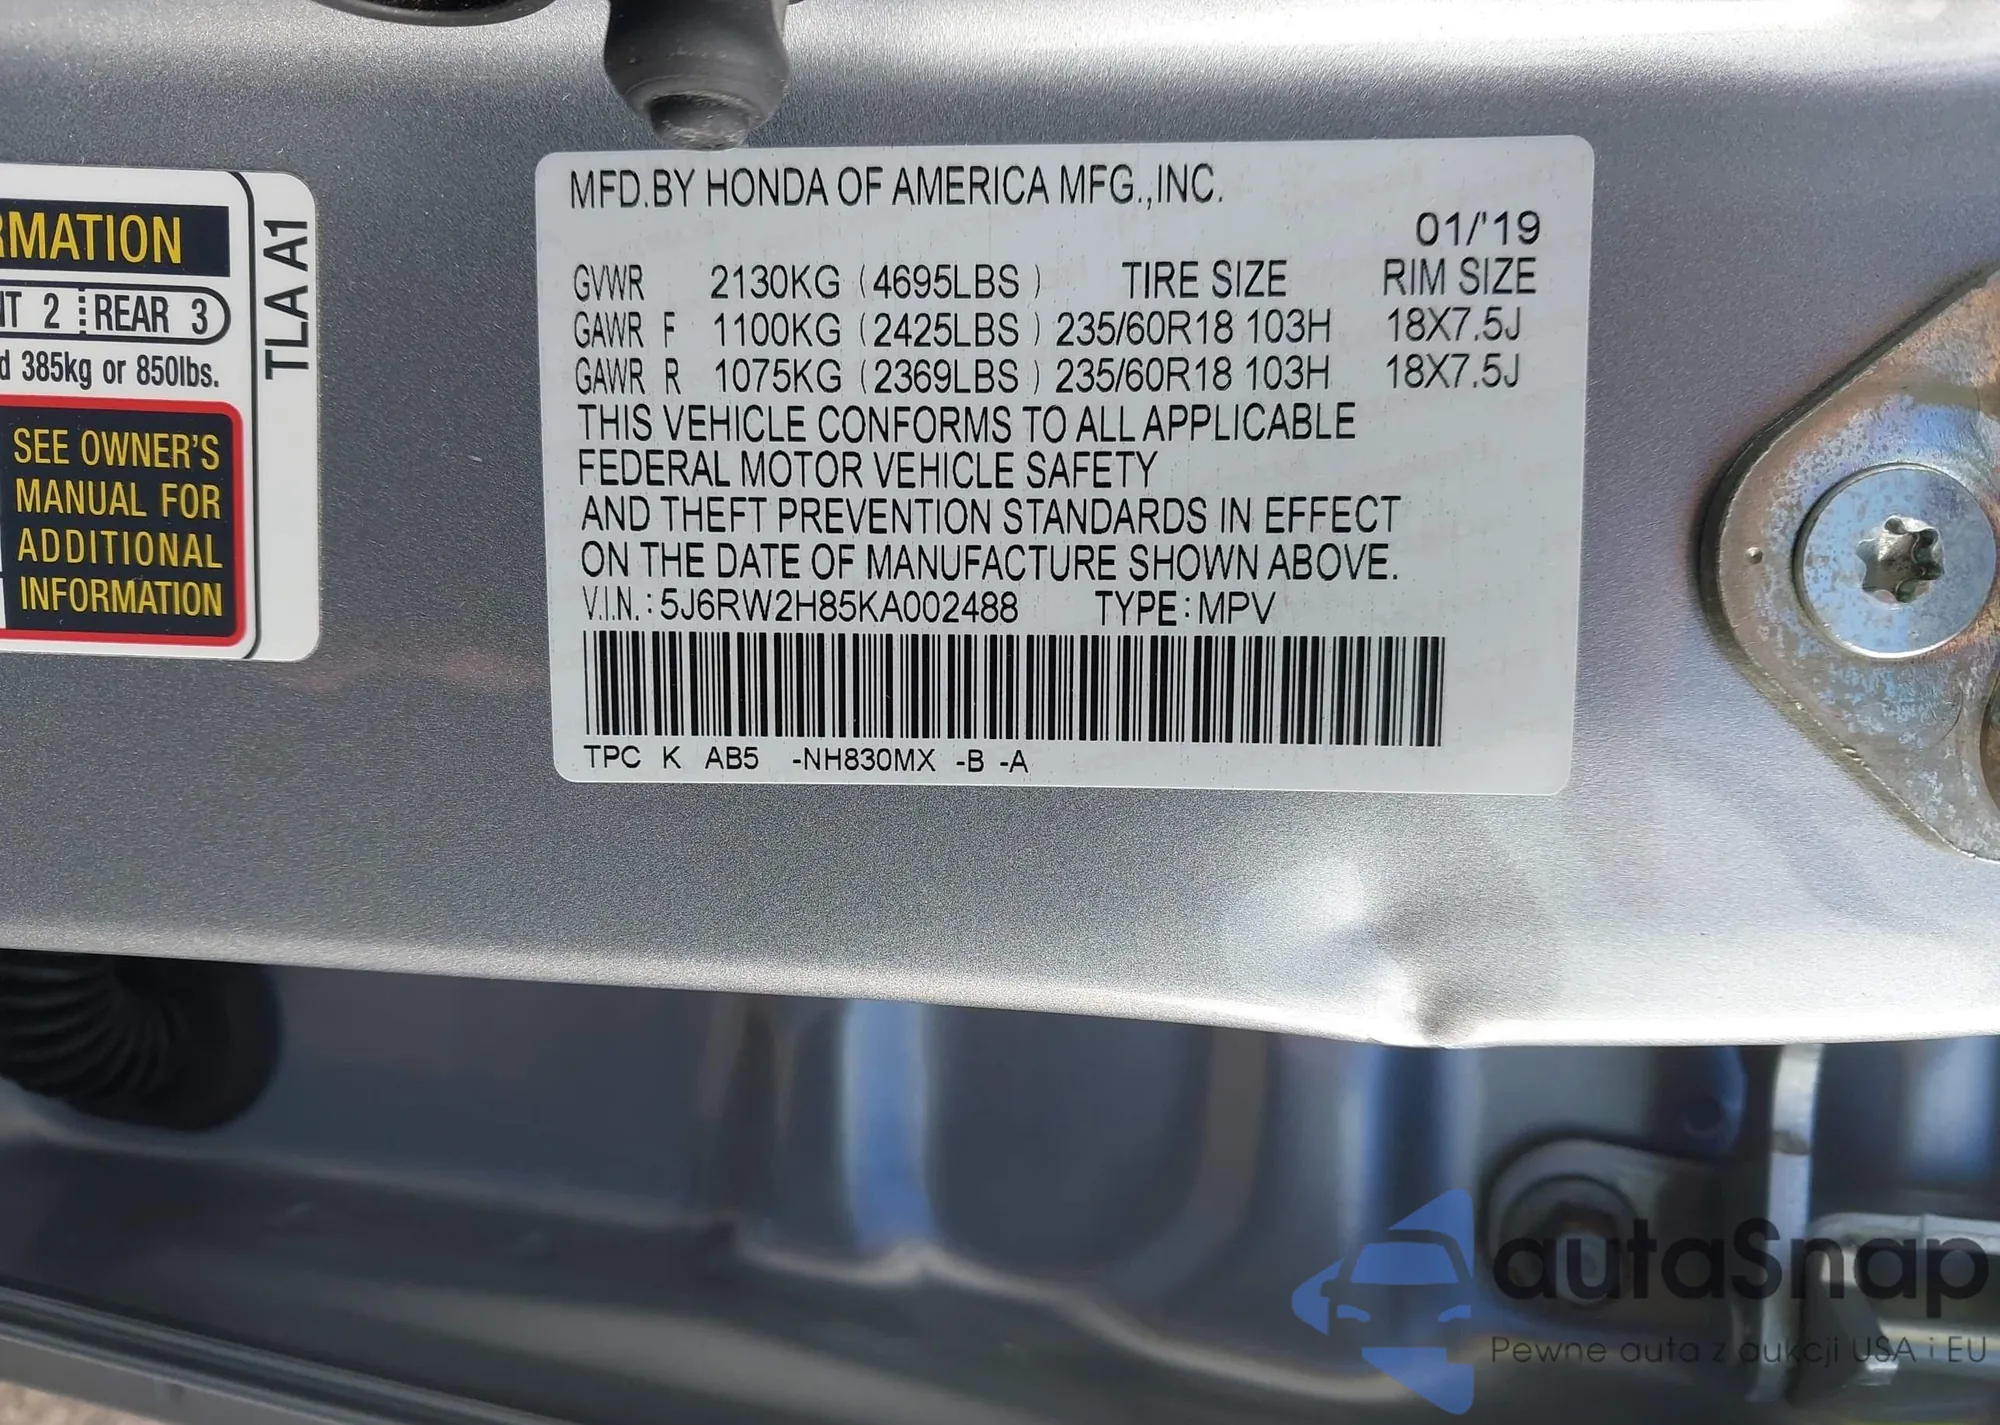 RMATION
NT 2 REAR 3
d 385kg or 850lbs.
SEE OWNER'S
MANUAL FOR
ADDITIONAL
INFORMATION
TLA A1
MFD.BY HONDA OF AMERICA MFG.,INC.
01/'19
GVWR 2130KG (4695LBS) TIRE SIZE RIM SIZE
GAWR F 1100KG (2425LBS) 235/60R18 103H 18X7.5J
GAWR R 1075KG (2369LBS) 235/60R18 103H 18X7.5J
THIS VEHICLE CONFORMS TO ALL APPLICABLE
FEDERAL MOTOR VEHICLE SAFETY
AND THEFT PREVENTION STANDARDS IN EFFECT
ON THE DATE OF MANUFACTURE SHOWN ABOVE.
V.I.N.: 5J6RW2H85KA002488 TYPE: MPV
TPC K AB5 -NH830MX -B -A
autaSnap
Pewne auta z aukcji USA i EU